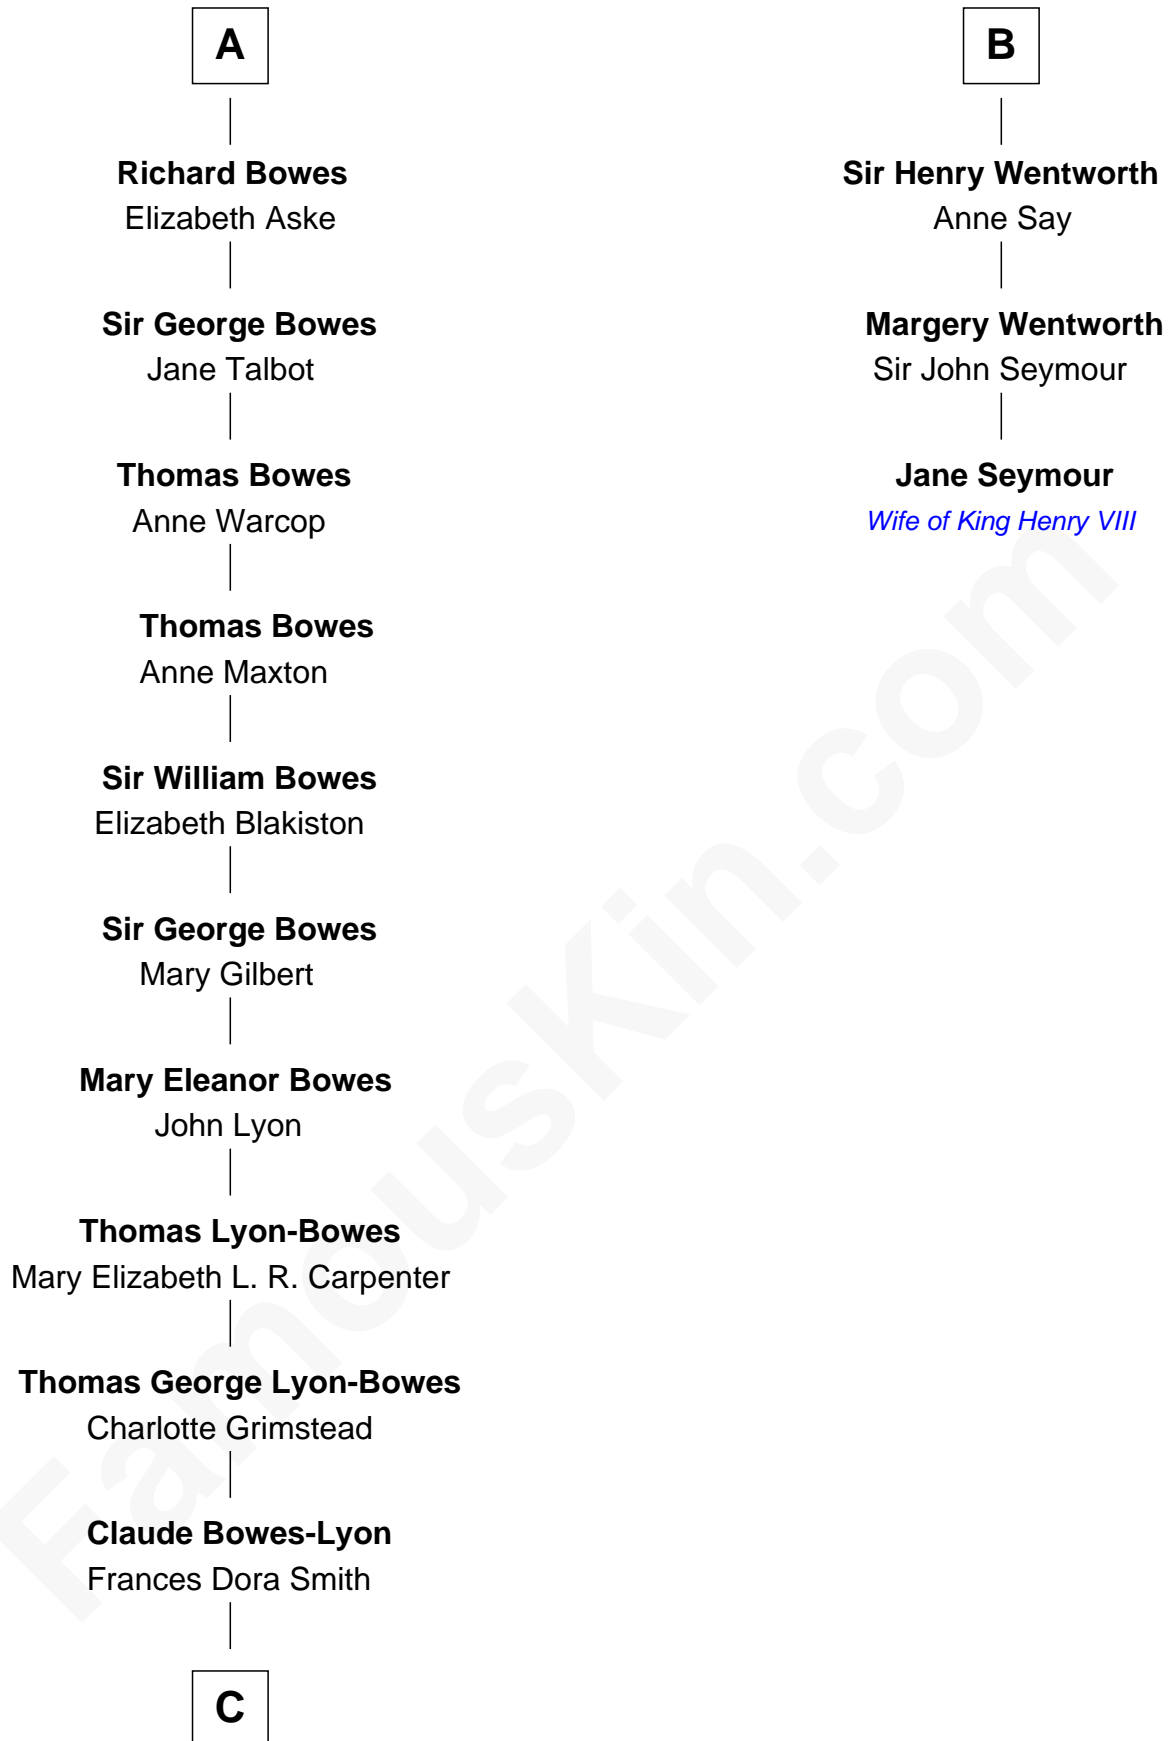 A
Richard Bowes
Elizabeth Aske
Sir George Bowes
Jane Talbot
Thomas Bowes
Anne Warcop
Thomas Bowes
Anne Maxton
Sir William Bowes
Elizabeth Blakiston
Sir George Bowes
Mary Gilbert
Mary Eleanor Bowes
John Lyon
Thomas Lyon-Bowes
Mary Elizabeth L. R. Carpenter
Thomas George Lyon-Bowes
Charlotte Grimstead
Claude Bowes-Lyon
Frances Dora Smith
C
B
Sir Henry Wentworth
Anne Say
Margery Wentworth
Sir John Seymour
Jane Seymour
Wife of King Henry VIII
FamousKin.com